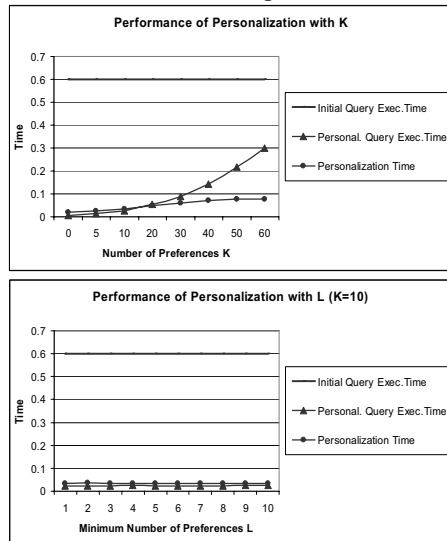 Performance of Personalization with K
0.7
0.6
0.5
0.4
0.3
0.2
0.1
0
Time
0 5 10 20 30 40 50 60
Number of Preferences K
Initial Query Exec.Time
Personal. Query Exec.Time
Personalization Time
Performance of Personalization with L (K=10)
0.7
0.6
0.5
0.4
0.3
0.2
0.1
0
Time
1 2 3 4 5 6 7 8 9 10
Minimum Number of Preferences L
Initial Query Exec.Time
Personal. Query Exec.Time
Personalization Time